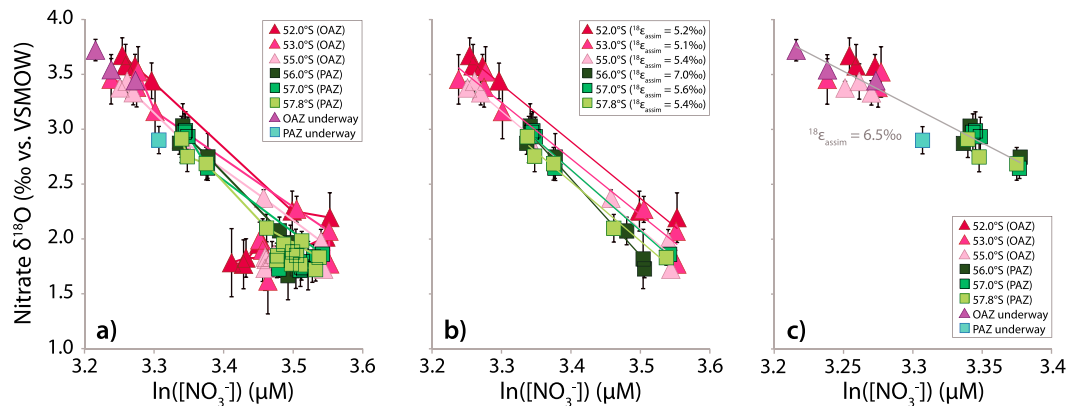 Nitrate δ18O (‰ vs. VSMOW)
4.0
3.5
3.0
2.5
2.0
1.5
1.0
52.0°S (OAZ)
53.0°S (OAZ)
55.0°S (OAZ)
56.0°S (PAZ)
57.0°S (PAZ)
57.8°S (PAZ)
OAZ underway
PAZ underway
a)
3.2 3.3 3.4 3.5 3.6
ln([NO3-]) (μM)
52.0°S (18εassim = 5.2‰)
53.0°S (18εassim = 5.1‰)
55.0°S (18εassim = 5.4‰)
56.0°S (18εassim = 7.0‰)
57.0°S (18εassim = 5.6‰)
57.8°S (18εassim = 5.4‰)
b)
3.2 3.3 3.4 3.5 3.6
ln([NO3-]) (μM)
18εassim = 6.5‰
52.0°S (OAZ)
53.0°S (OAZ)
55.0°S (OAZ)
56.0°S (PAZ)
57.0°S (PAZ)
57.8°S (PAZ)
OAZ underway
PAZ underway
c)
3.2 3.25 3.3 3.35 3.4
ln([NO3-]) (μM)